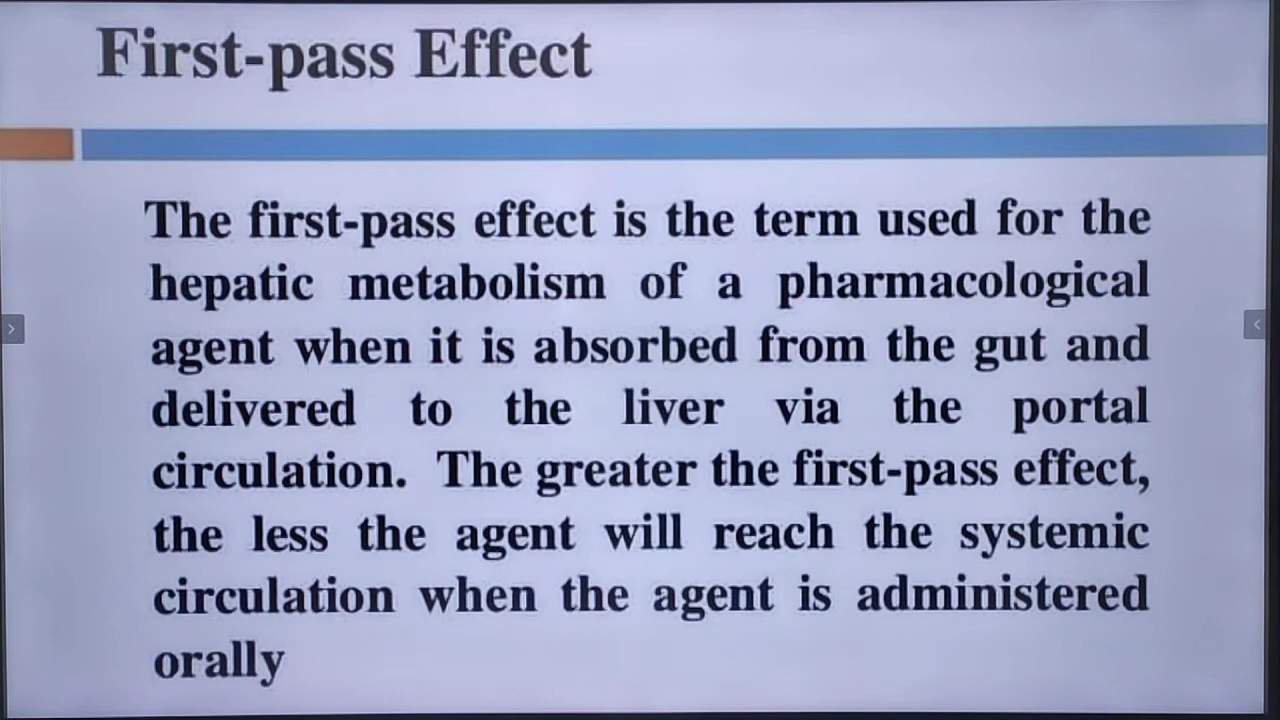 First-pass Effect
The first-pass effect is the term used for the
hepatic metabolism of a pharmacological
agent when it is absorbed from the gut and
delivered to the liver via the portal
circulation. The greater the first-pass effect,
the less the agent will reach the systemic
circulation when the agent is administered
orally